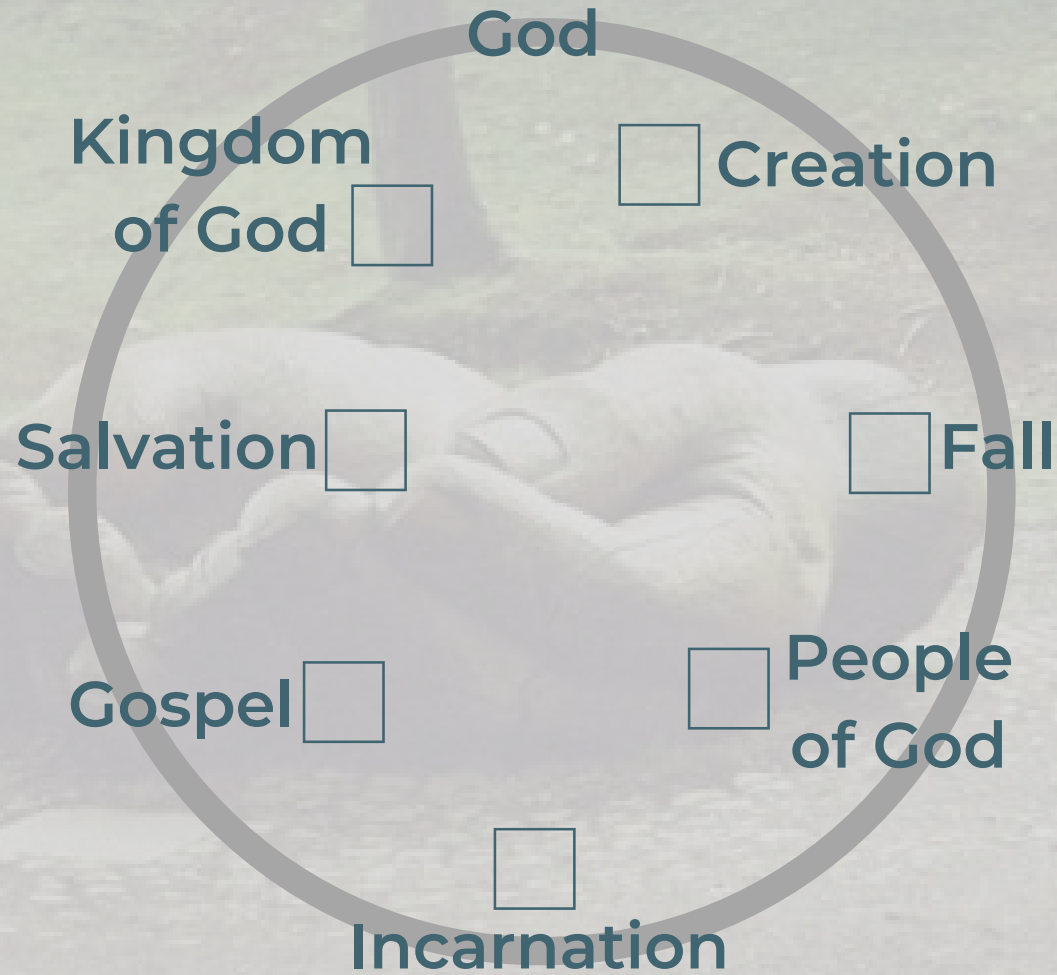 God
Kingdom
of God
Creation
Salvation
Fall
Gospel
People
of God
Incarnation